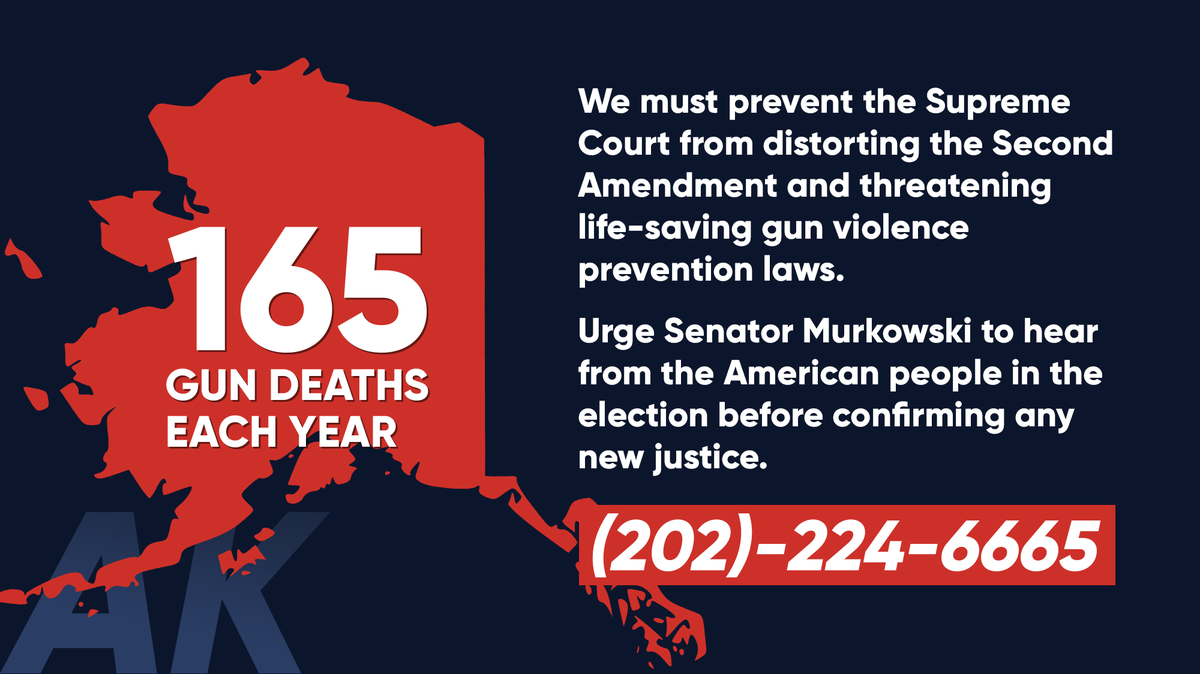 165
GUN DEATHS
EACH YEAR
AK
We must prevent the Supreme
Court from distorting the Second
Amendment and threatening
life-saving gun violence
prevention laws.
Urge Senator Murkowski to hear
from the American people in the
election before confirming any
new justice.
(202)-224-6665